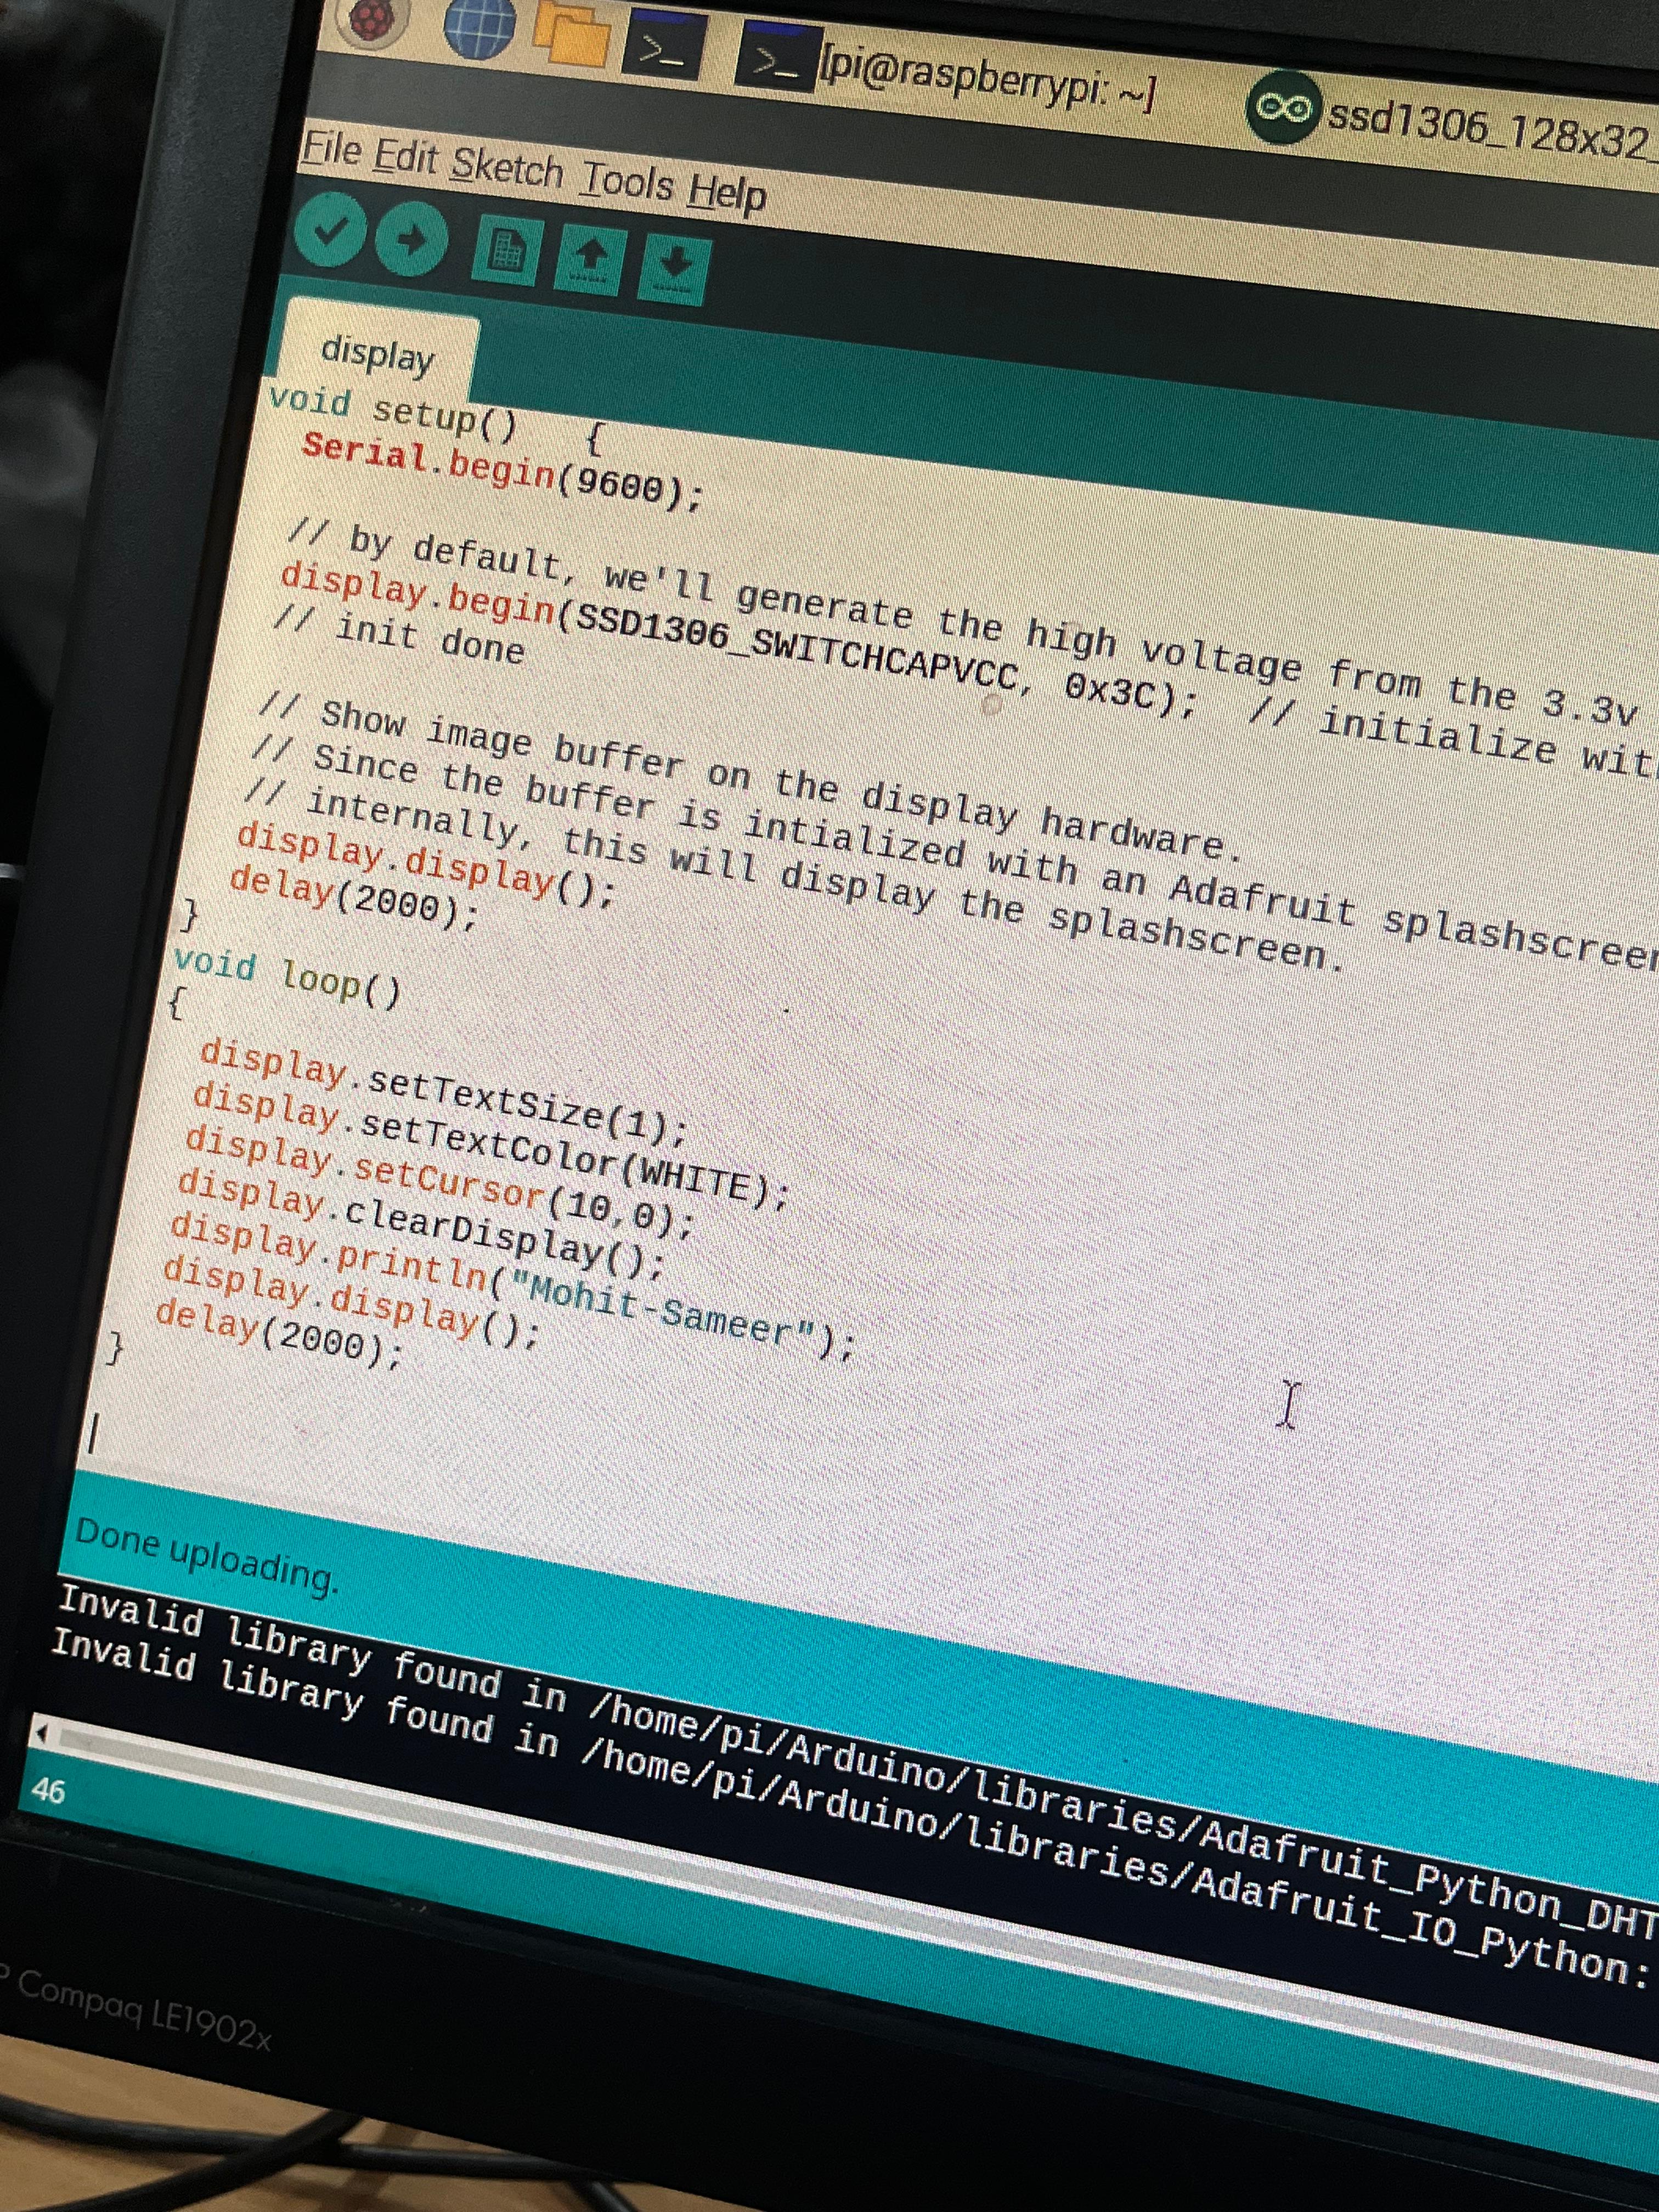 [pi@raspberrypi: ~]
ssd1306_128x32_
File Edit Sketch Tools Help
display
void setup()   {
Serial.begin(9600);
// by default, we'll generate the high voltage from the 3.3v
display.begin(SSD1306_SWITCHCAPVCC, 0x3C);  // initialize with
// init done
// Show image buffer on the display hardware.
// Since the buffer is intialized with an Adafruit splashscreen
// internally, this will display the splashscreen.
display.display();
delay(2000);
}
void loop()
{
display.setTextSize(1);
display.setTextColor(WHITE);
display.setCursor(10,0);
display.clearDisplay();
display.println("Mohit-Sameer");
display.display();
delay(2000);
}
Done uploading.
Invalid library found in /home/pi/Arduino/libraries/Adafruit_Python_DHT
Invalid library found in /home/pi/Arduino/libraries/Adafruit_IO_Python:
46
Compaq LE1902x